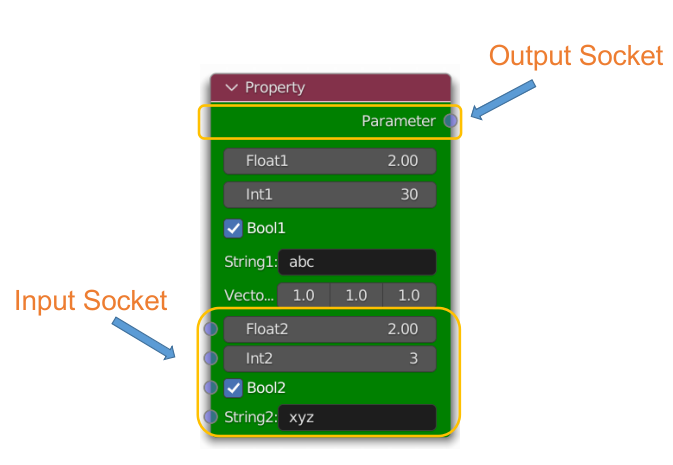 Output Socket
Property
Parameter
Float1 2.00
Int1 30
Bool1
String1: abc
Vecto... 1.0 1.0 1.0
Input Socket
Float2 2.00
Int2 3
Bool2
String2: xyz